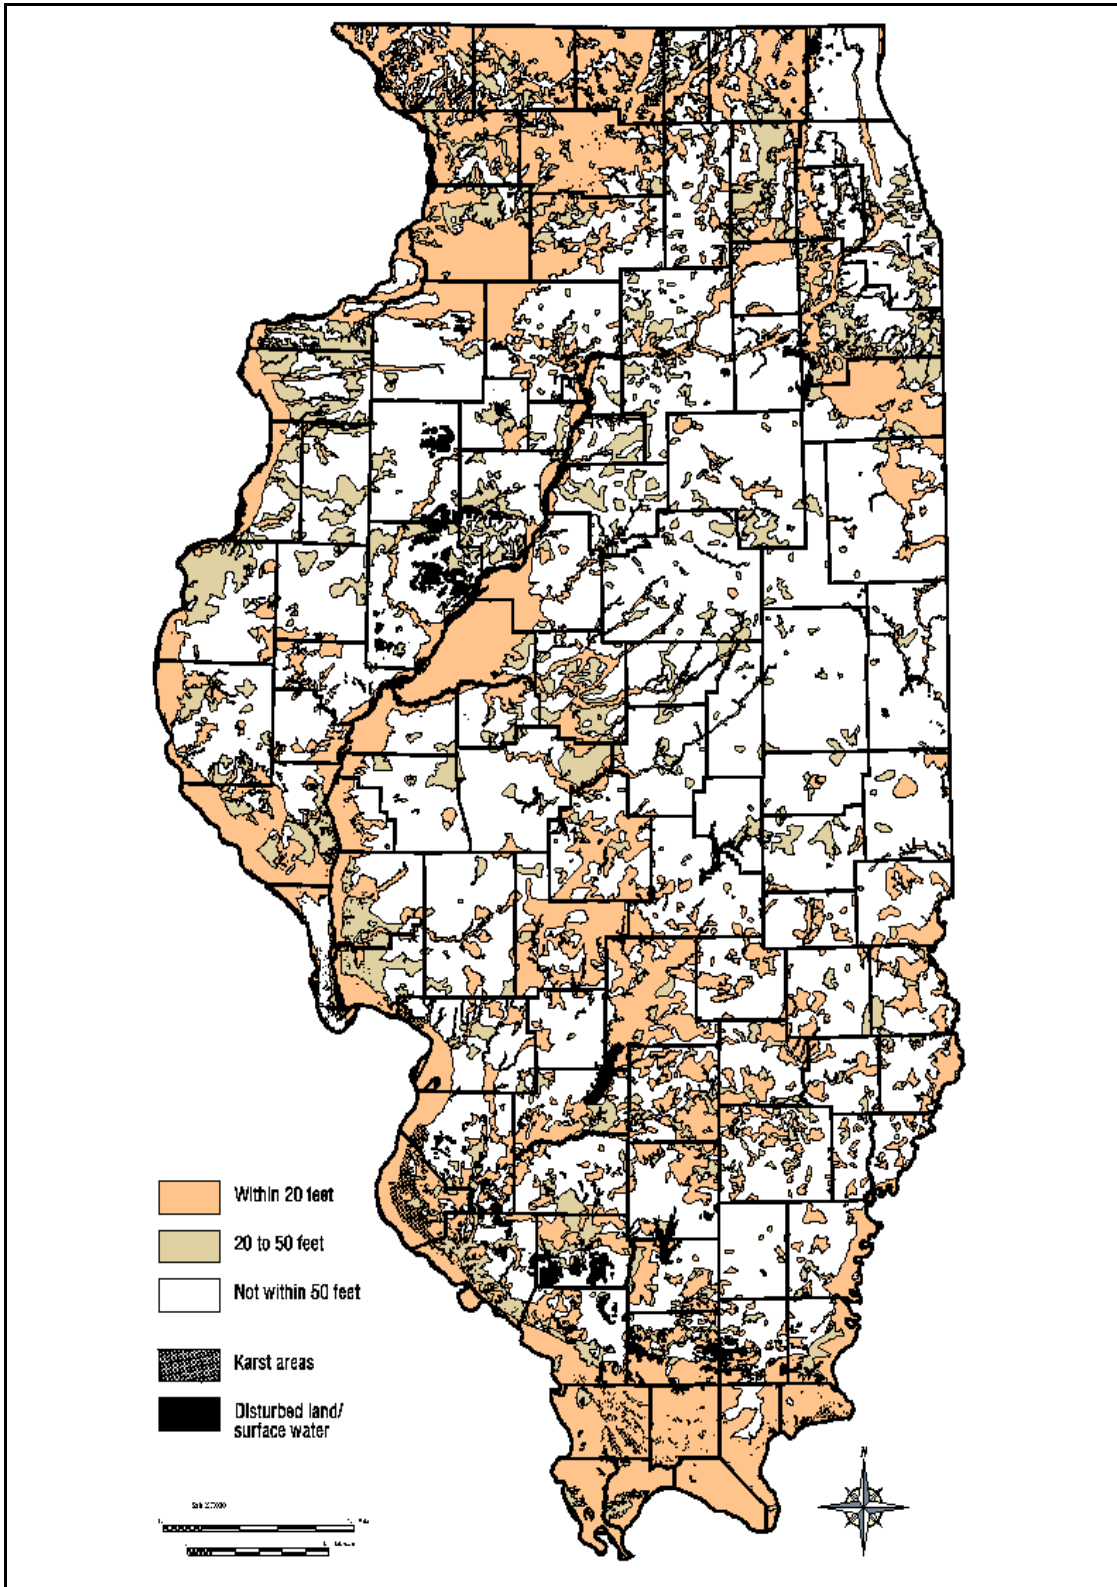 Within 20 feet
20 to 50 feet
Not within 50 feet
Karst areas
Disturbed land/
surface water
N